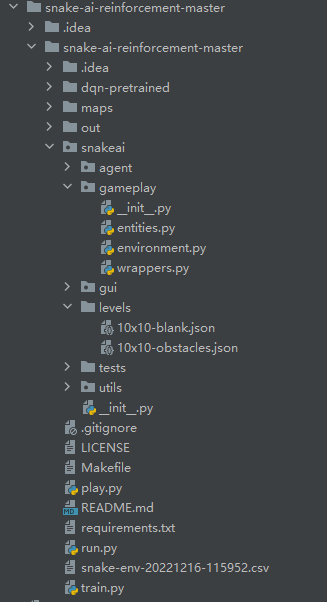 snake-ai-reinforcement-master
.idea
snake-ai-reinforcement-master
.idea
dqn-pretrained
maps
out
snakeai
agent
gameplay
__init__.py
entities.py
environment.py
wrappers.py
gui
levels
10x10-blank.json
10x10-obstacles.json
tests
utils
__init__.py
.gitignore
LICENSE
Makefile
play.py
README.md
requirements.txt
run.py
snake-env-20221216-115952.csv
train.py